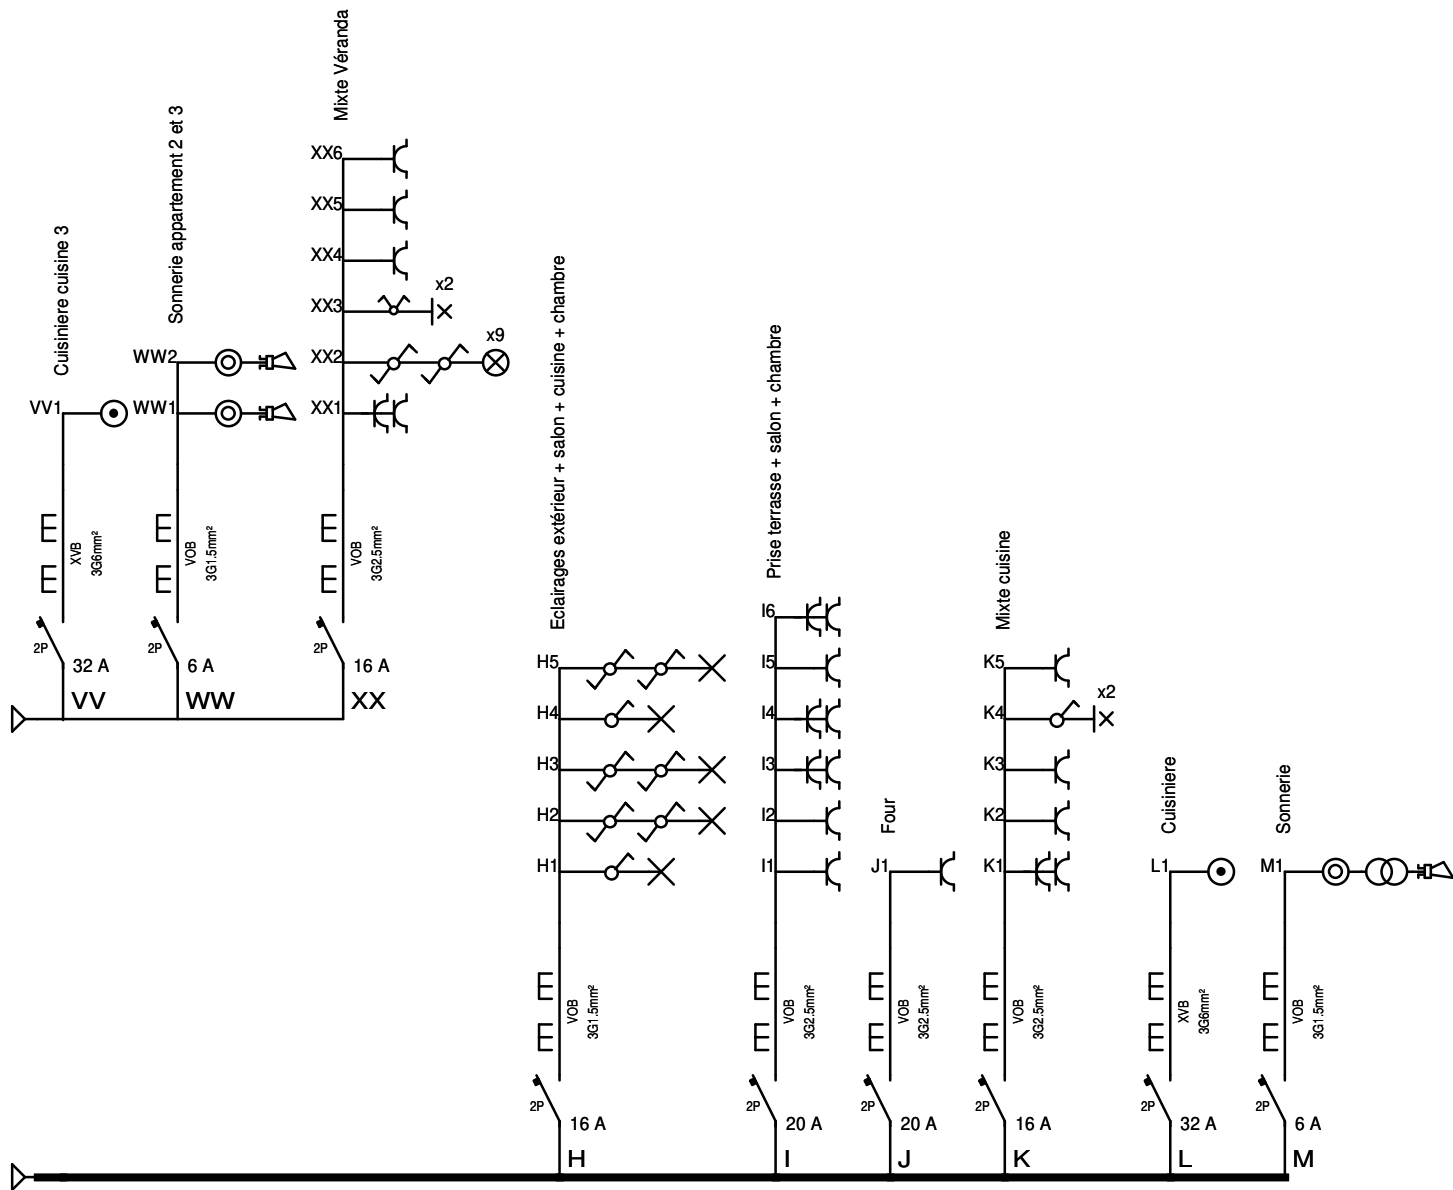 Cuisiniere cuisine 3
VV1
XVB
3G6mm²
2P
32 A
VV
Sonnerie appartement 2 et 3
WW2
WW1
VOB
3G1.5mm²
2P
6 A
WW
Mixte Véranda
XX6
XX5
XX4
XX3
x2
XX2
x9
XX1
VOB
3G2.5mm²
2P
16 A
XX
Eclairages extérieur + salon + cuisine + chambre
H5
H4
H3
H2
H1
VOB
3G1.5mm²
2P
16 A
H
Prise terrasse + salon + chambre
I6
I5
I4
I3
I2
I1
VOB
3G2.5mm²
2P
20 A
I
Four
J1
VOB
3G2.5mm²
2P
20 A
J
Mixte cuisine
K5
K4
x2
K3
K2
K1
VOB
3G2.5mm²
2P
16 A
K
Cuisiniere
L1
XVB
3G6mm²
2P
32 A
L
Sonnerie
M1
VOB
3G1.5mm²
2P
6 A
M